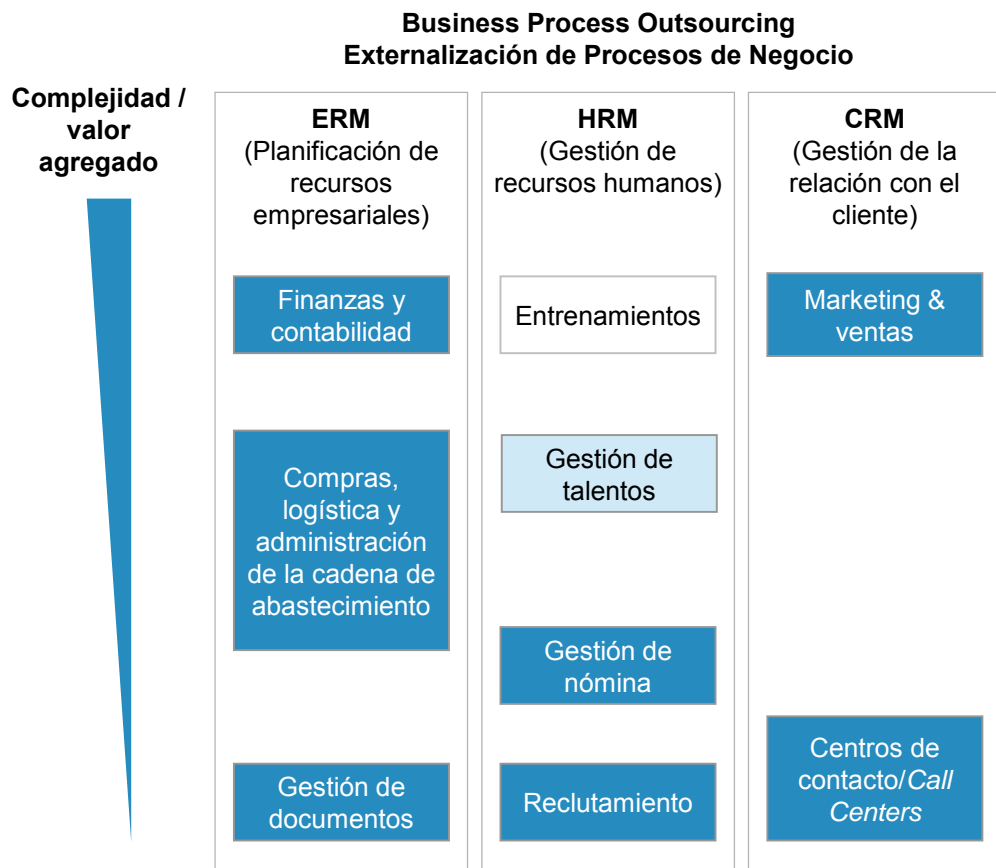 Business Process Outsourcing
Externalización de Procesos de Negocio
Complejidad /
valor
agregado
ERM
(Planificación de
recursos
empresariales)
Finanzas y
contabilidad
Compras,
logística y
administración
de la cadena de
abastecimiento
Gestión de
documentos
HRM
(Gestión de
recursos humanos)
Entrenamientos
Gestión de
talentos
Gestión de
nómina
Reclutamiento
CRM
(Gestión de la
relación con el
cliente)
Marketing &
ventas
Centros de
contacto/Call
Centers